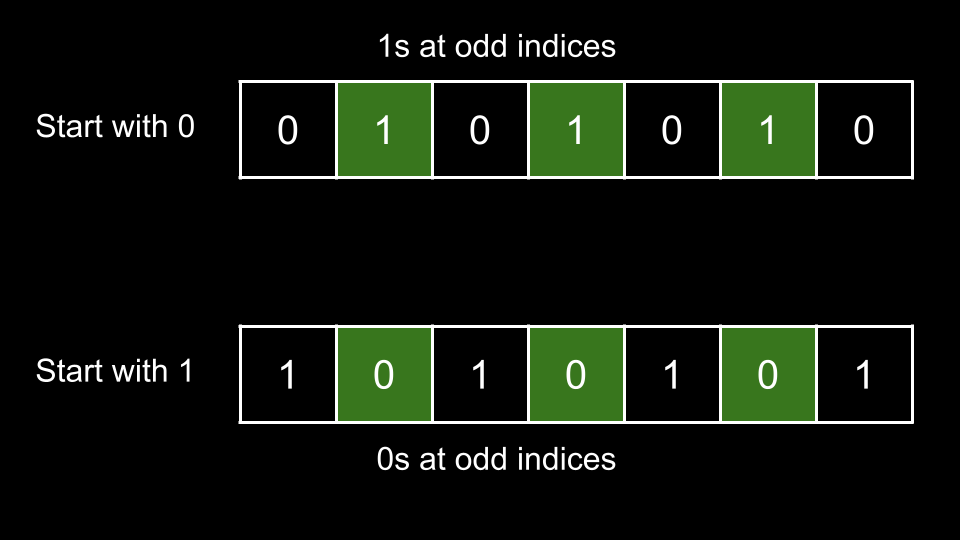 1s at odd indices
Start with 0
0 1 0 1 0 1 0
Start with 1
1 0 1 0 1 0 1
0s at odd indices